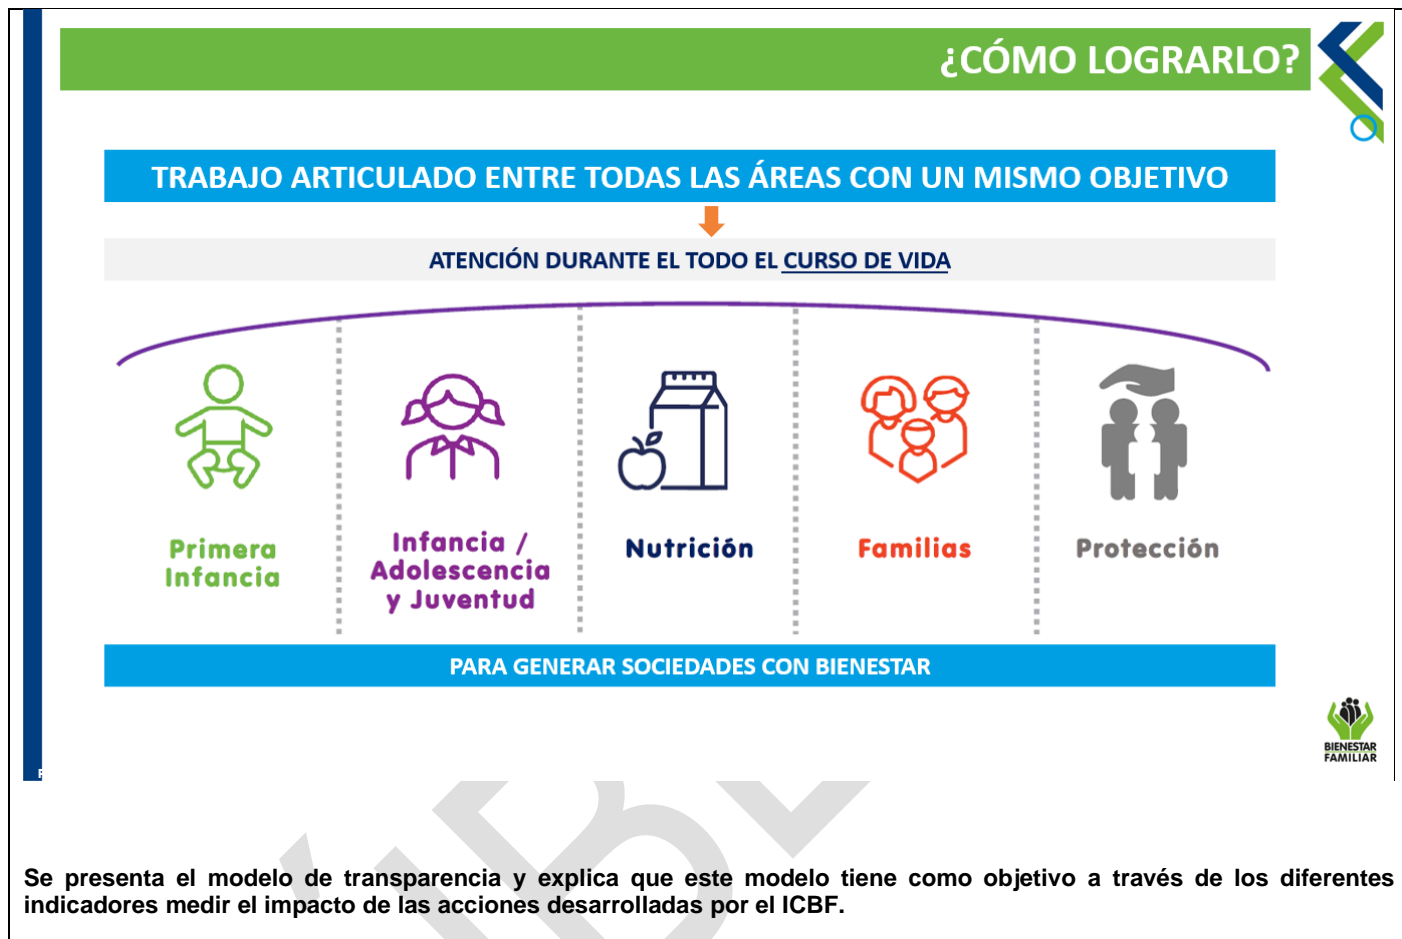 ¿CÓMO LOGRARLO?
TRABAJO ARTICULADO ENTRE TODAS LAS ÁREAS CON UN MISMO OBJETIVO
ATENCIÓN DURANTE EL TODO EL CURSO DE VIDA
Primera
Infancia
Infancia /
Adolescencia
y Juventud
Nutrición
Familias
Protección
PARA GENERAR SOCIEDADES CON BIENESTAR
BIENESTAR
FAMILIAR
Se presenta el modelo de transparencia y explica que este modelo tiene como objetivo a través de los diferentes
indicadores medir el impacto de las acciones desarrolladas por el ICBF.